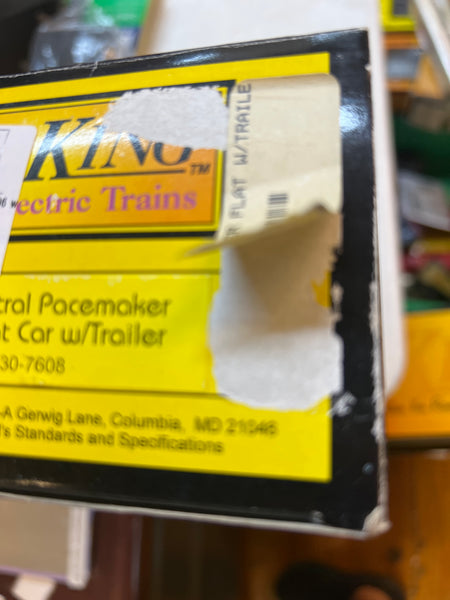 KING™
ectric Trains
R FLAT W/TRAILE
tral Pacemaker
t Car w/Trailer
30-7608
-A Gerwig Lane, Columbia, MD 21046
l's Standards and Specifications